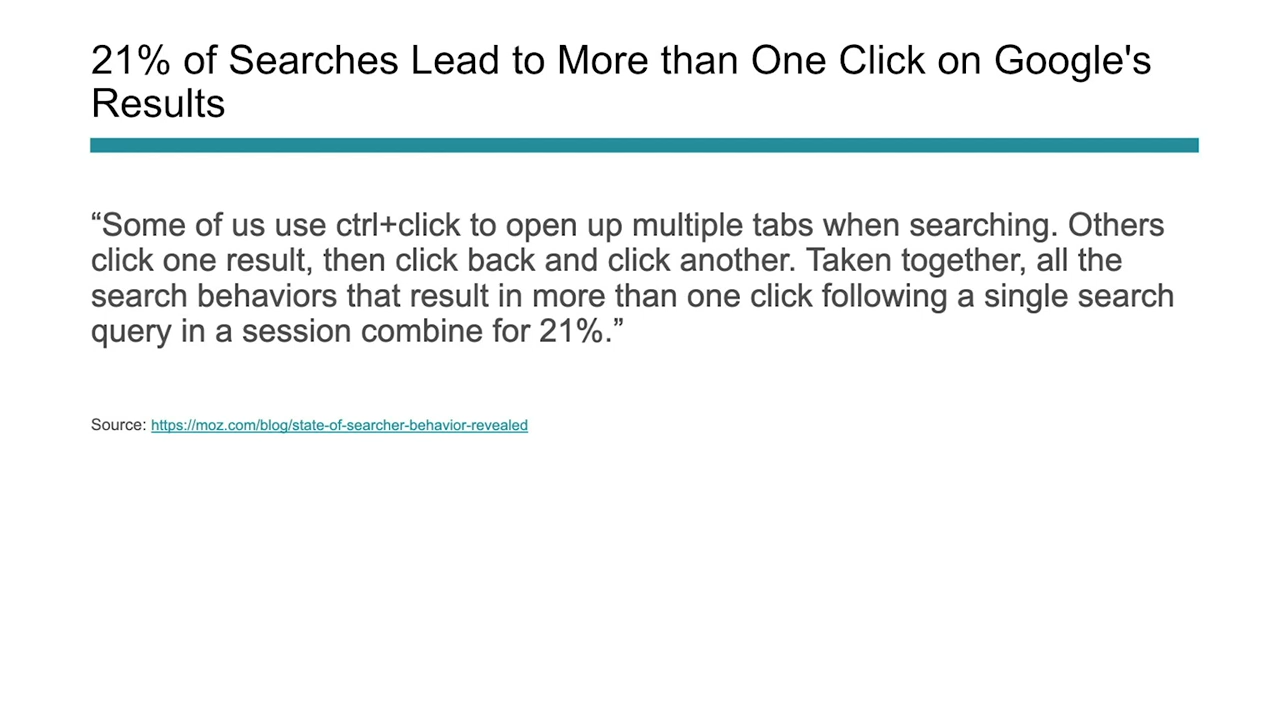 21% of Searches Lead to More than One Click on Google's
Results
“Some of us use ctrl+click to open up multiple tabs when searching. Others
click one result, then click back and click another. Taken together, all the
search behaviors that result in more than one click following a single search
query in a session combine for 21%.”
Source: https://moz.com/blog/state-of-searcher-behavior-revealed